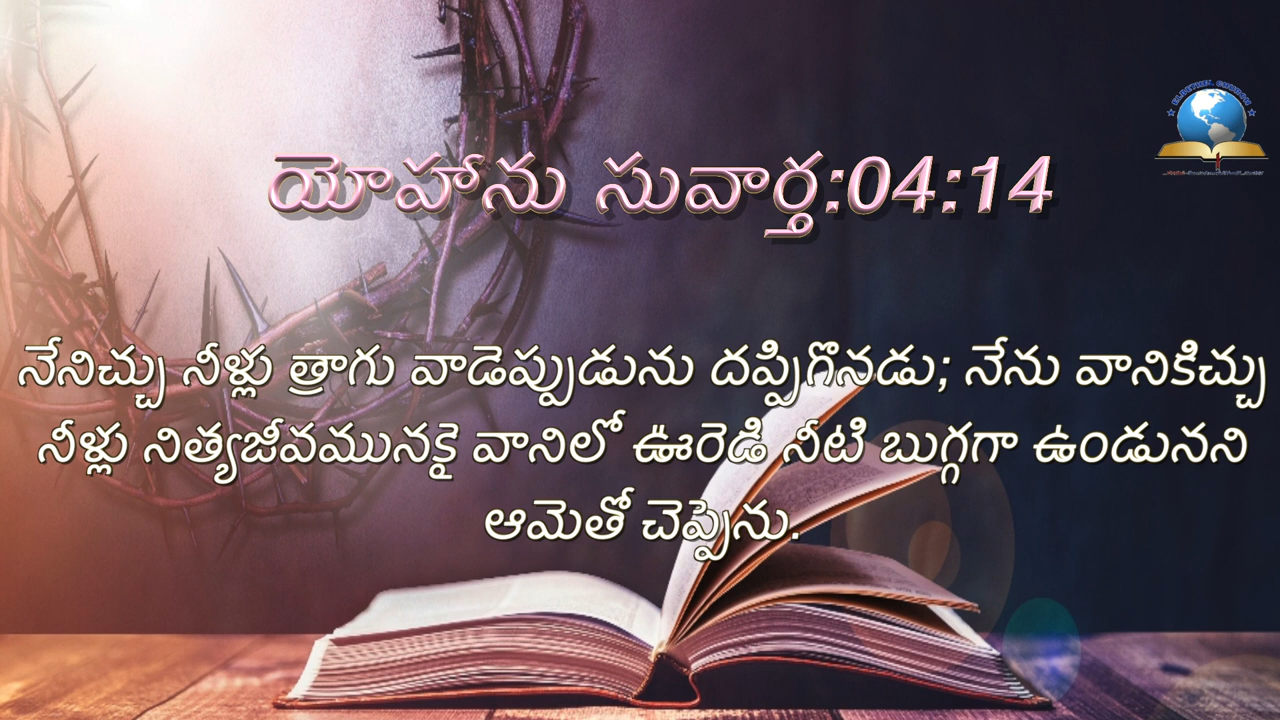 యోహాను సువార్త:04:14
నేనిచ్చు నీళ్లు త్రాగు వాడెప్పుడును దప్పిగొనడు; నేను వానికిచ్చు
నీళ్లు నిత్యజీవమునకై వానిలో ఊరెడి నీటి బుగ్గగా ఉండునని
ఆమెతో చెప్పెను.